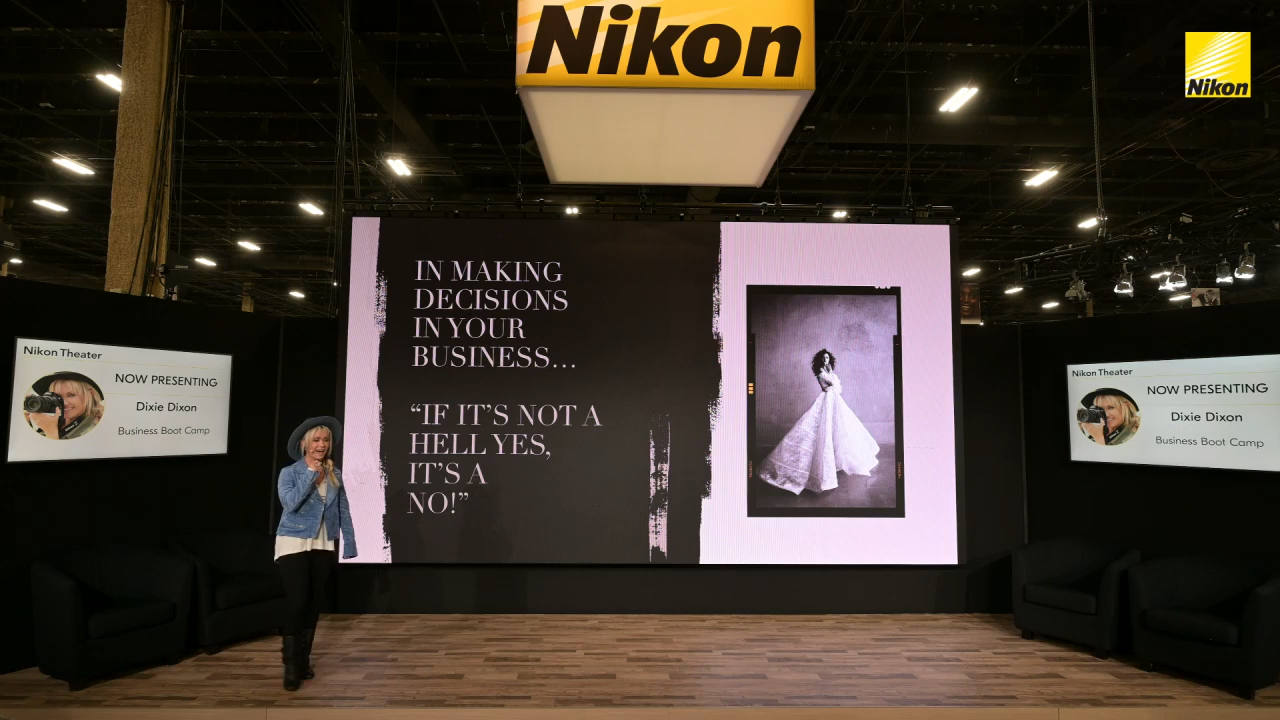 Nikon
Nikon
IN MAKING
DECISIONS
IN YOUR
BUSINESS...
"IF IT'S NOT A
HELL YES,
IT'S A
NO!"
Nikon Theater
NOW PRESENTING
Dixie Dixon
Business Boot Camp
Nikon Theater
NOW PRESENTING
Dixie Dixon
Business Boot Camp